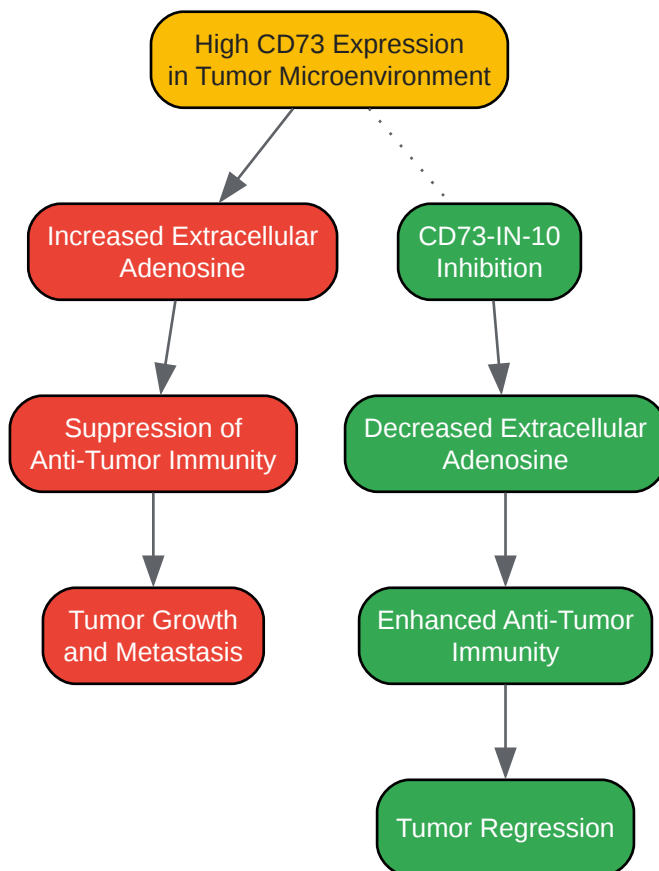 High CD73 Expression
in Tumor Microenvironment
Increased Extracellular
Adenosine
CD73-IN-10
Inhibition
Suppression of
Anti-Tumor Immunity
Decreased Extracellular
Adenosine
Tumor Growth
and Metastasis
Enhanced Anti-Tumor
Immunity
Tumor Regression